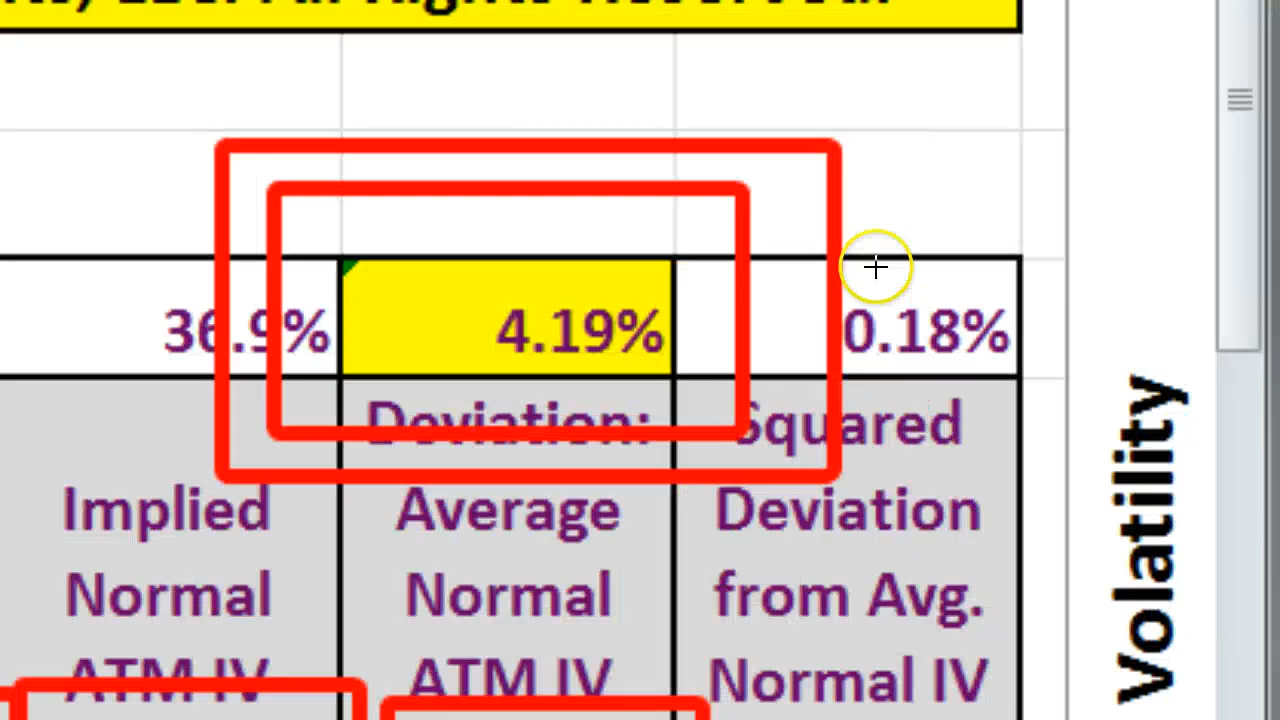 36.9% 4.19% 0.18%
Deviation: Squared
Implied Average Deviation
Normal Normal from Avg.
ATM IV ATM IV Normal IV
Volatility